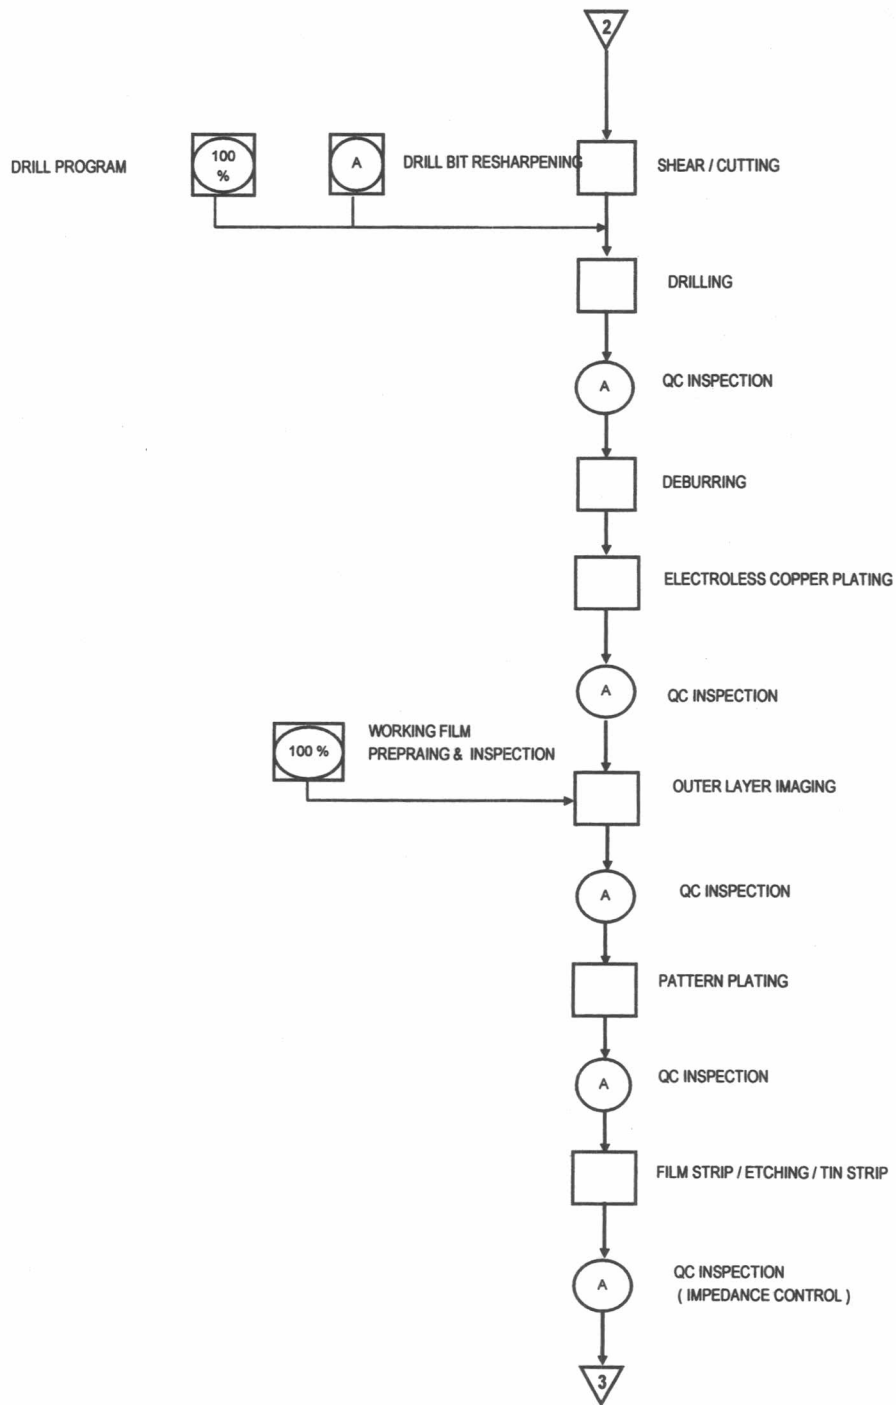 2
DRILL PROGRAM
100
%
A
DRILL BIT RESHARPENING
SHEAR / CUTTING
DRILLING
A
QC INSPECTION
DEBURRING
ELECTROLESS COPPER PLATING
A
QC INSPECTION
100 %
WORKING FILM
PREPRAING & INSPECTION
OUTER LAYER IMAGING
A
QC INSPECTION
PATTERN PLATING
A
QC INSPECTION
FILM STRIP / ETCHING / TIN STRIP
A
QC INSPECTION
( IMPEDANCE CONTROL )
3